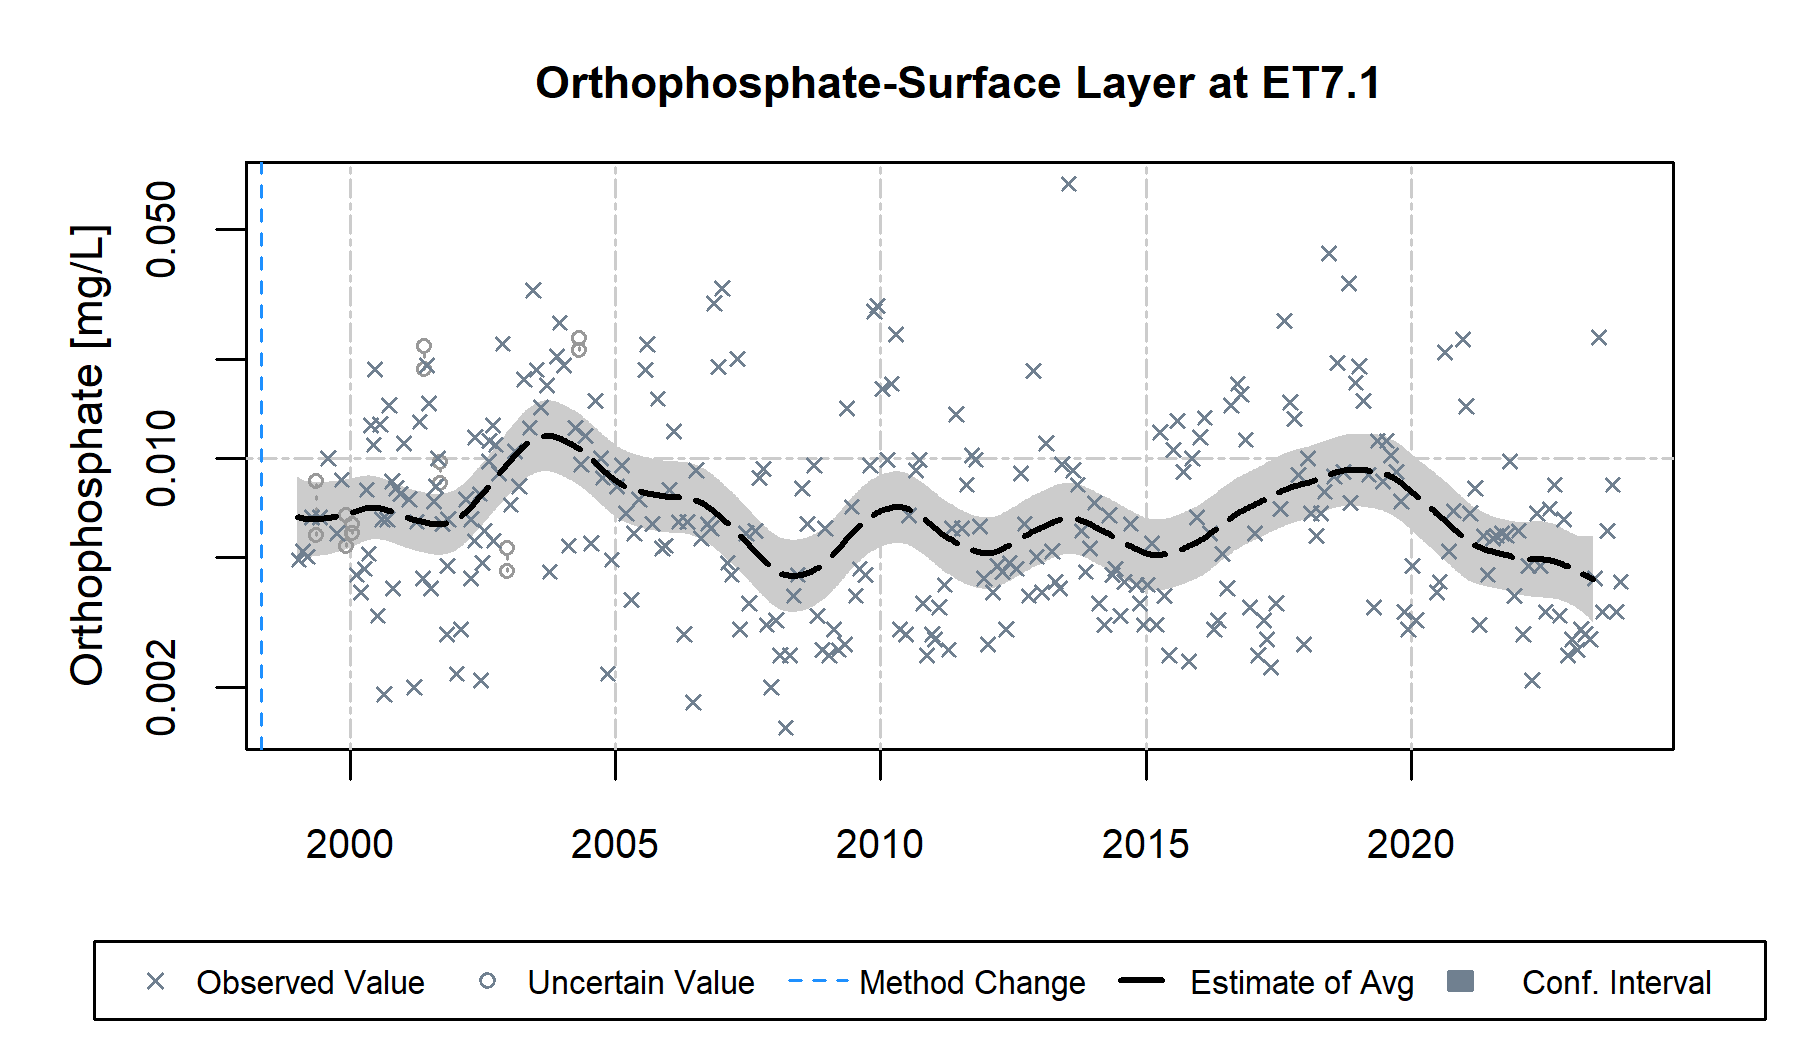 Orthophosphate-Surface Layer at ET7.1
Orthophosphate [mg/L]
0.050
0.010
0.002
2000 2005 2010 2015 2020
Observed Value Uncertain Value Method Change Estimate of Avg Conf. Interval